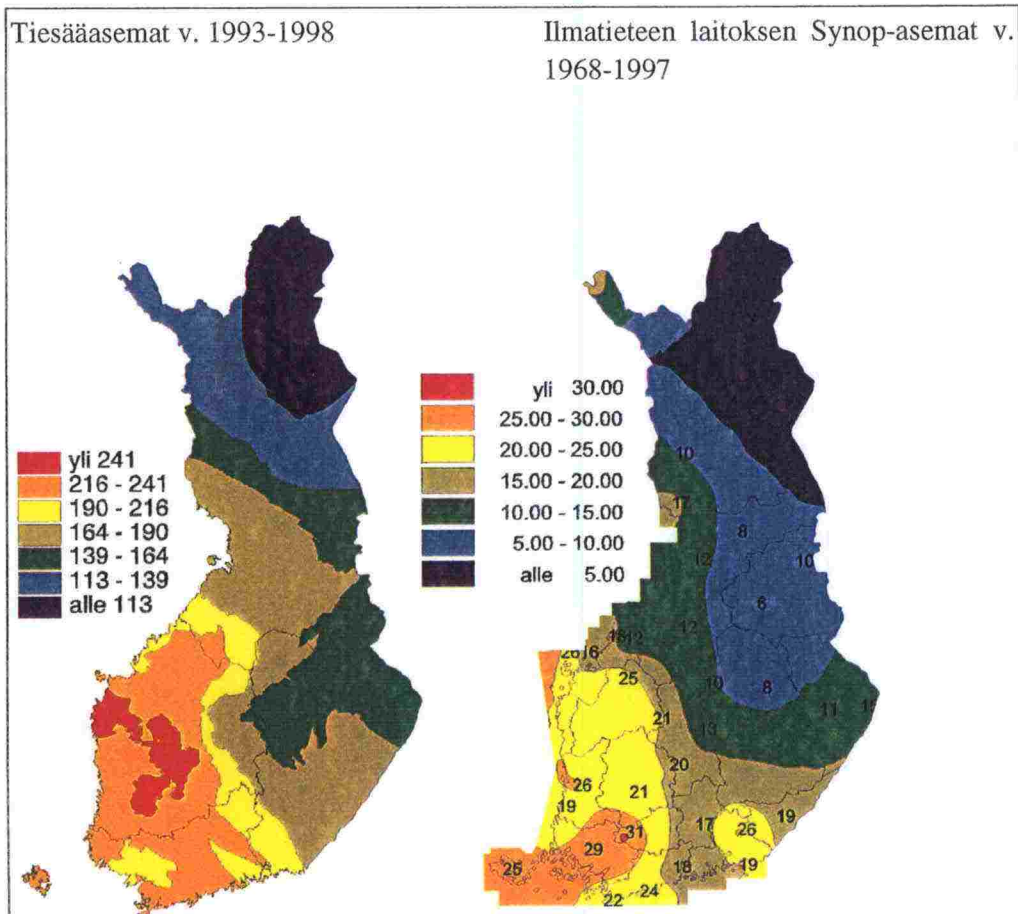 Tiesääasemat v. 1993-1998
Ilmatieteen laitoksen Synop-asemat v.
1968-1997
yli 241
216 - 241
190 - 216
164 - 190
139 - 164
113 - 139
alle 113
yli 30.00
25.00 - 30.00
20.00 - 25.00
15.00 - 20.00
10.00 - 15.00
5.00 - 10.00
alle 5.00
10
17
8
12
10
6
12
12
16
25
10
8
11
21
13
20
26
21
19
19
17
26
31
29
25
18
19
24
22